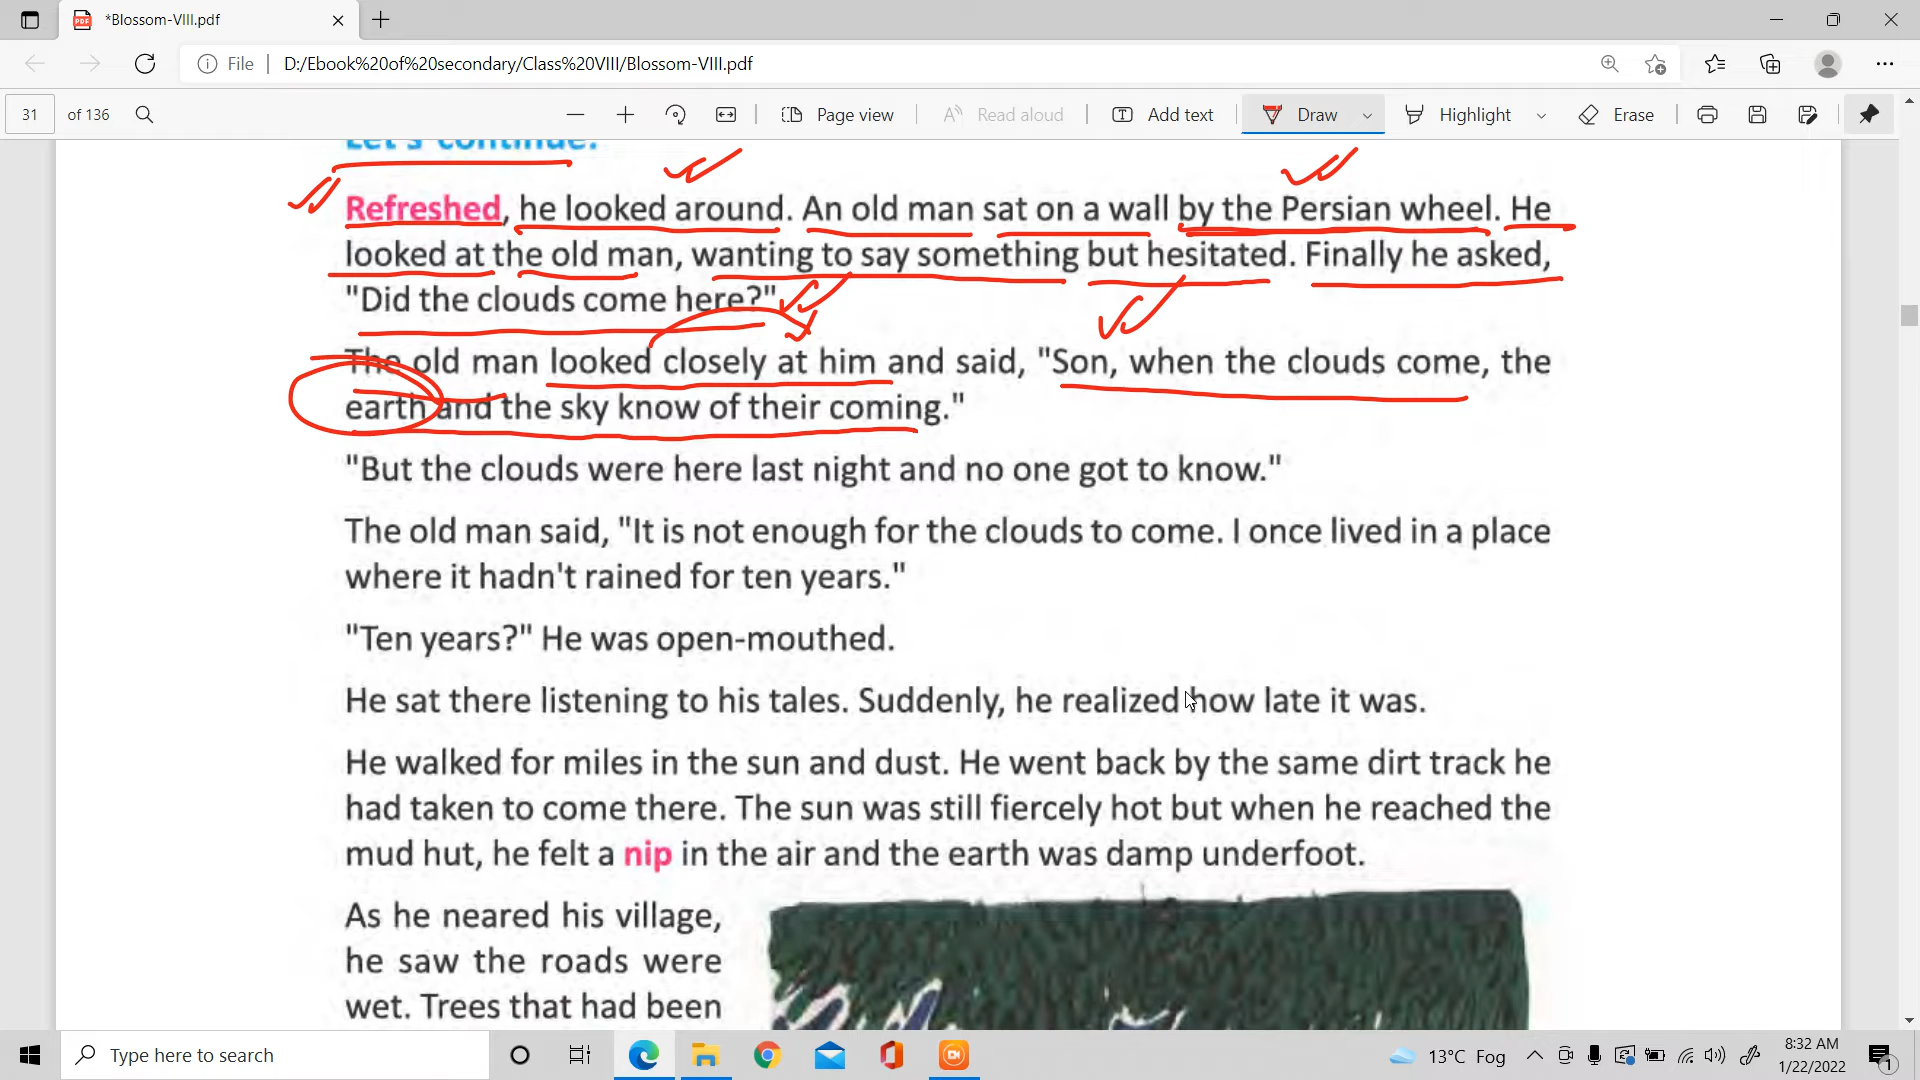 *Blossom-VIII.pdf
File | D:/Ebook%20of%20secondary/Class%20VIII/Blossom-VIII.pdf
31 of 136 Page view Read aloud Add text Draw Highlight Erase
Let's continue:
Refreshed, he looked around. An old man sat on a wall by the Persian wheel. He
looked at the old man, wanting to say something but hesitated. Finally he asked,
"Did the clouds come here?"
The old man looked closely at him and said, "Son, when the clouds come, the
earth and the sky know of their coming."
"But the clouds were here last night and no one got to know."
The old man said, "It is not enough for the clouds to come. I once lived in a place
where it hadn't rained for ten years."
"Ten years?" He was open-mouthed.
He sat there listening to his tales. Suddenly, he realized how late it was.
He walked for miles in the sun and dust. He went back by the same dirt track he
had taken to come there. The sun was still fiercely hot but when he reached the
mud hut, he felt a nip in the air and the earth was damp underfoot.
As he neared his village,
he saw the roads were
wet. Trees that had been
Type here to search
13°C Fog
8:32 AM
1/22/2022
1